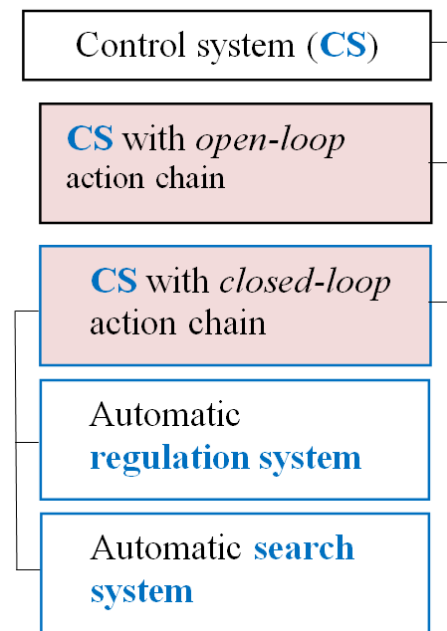 Control system (CS)
CS with open-loop
action chain
CS with closed-loop
action chain
Automatic
regulation system
Automatic search
system